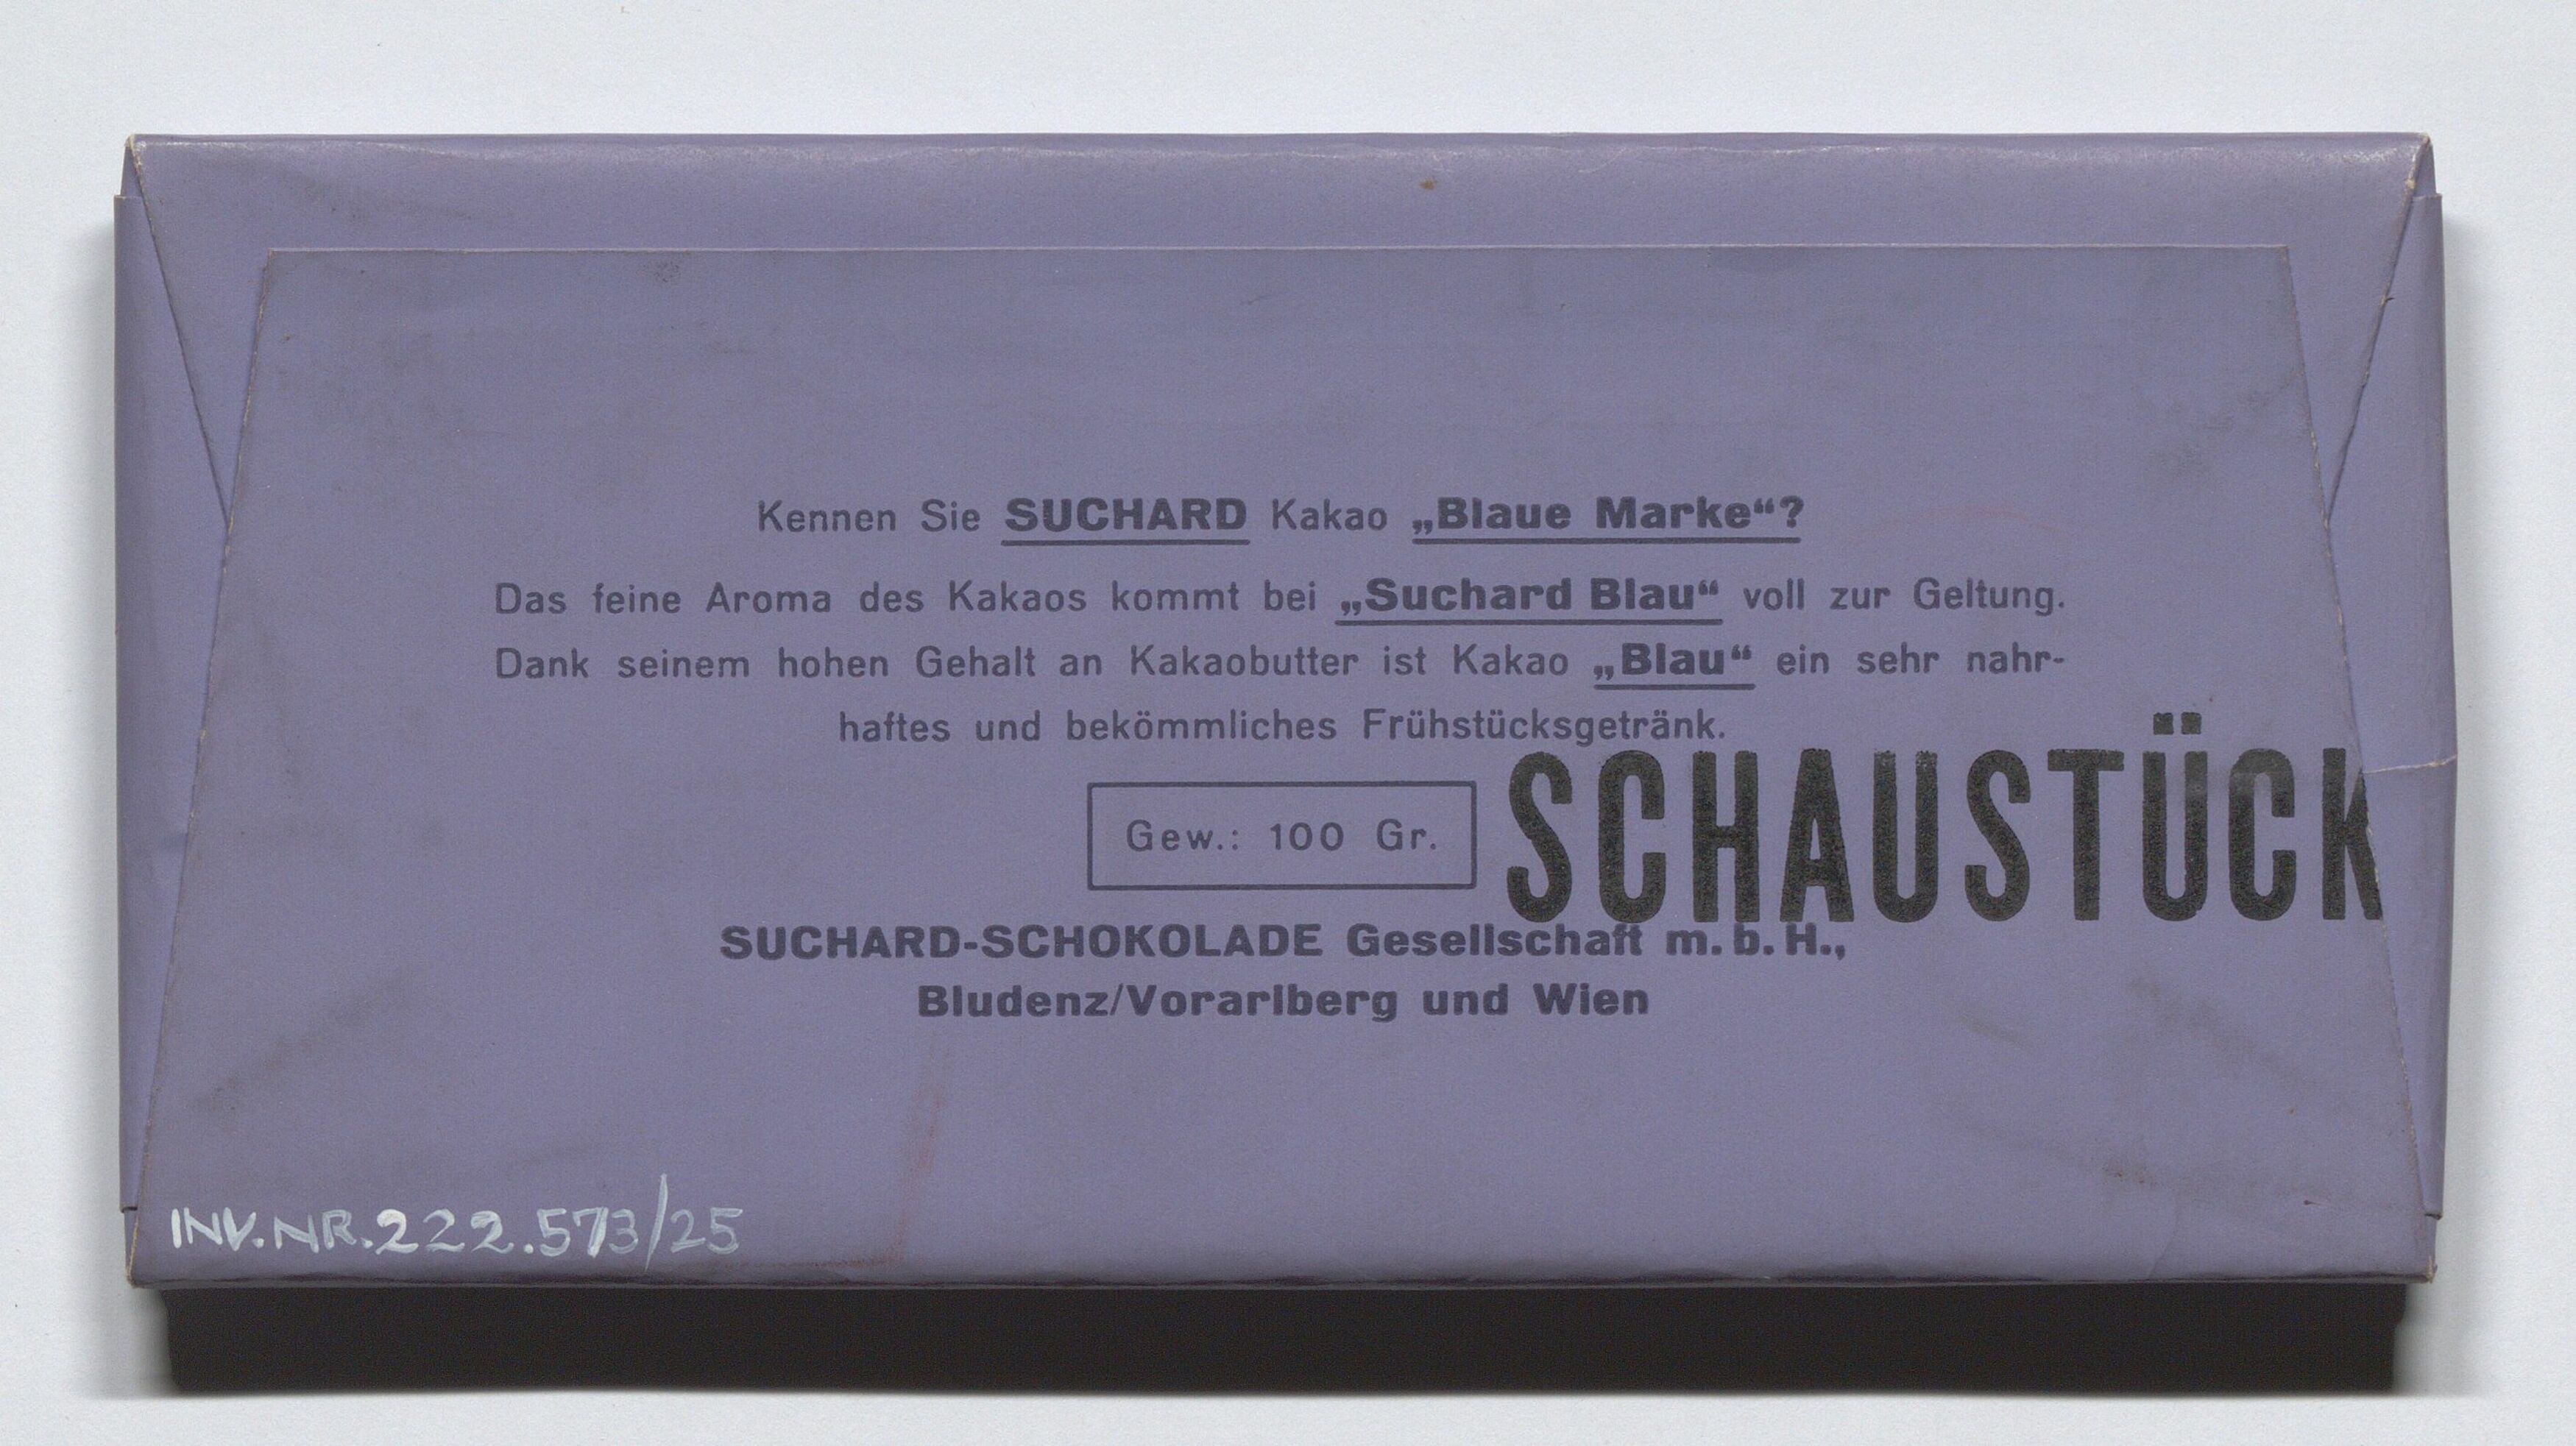 Kennen Sie SUCHARD Kakao „Blaue Marke“?
Das feine Aroma des Kakaos kommt bei „Suchard Blau“ voll zur Geltung.
Dank seinem hohen Gehalt an Kakaobutter ist Kakao „Blau“ ein sehr nahr-
haftes und bekömmliches Frühstücksgetränk.
Gew.: 100 Gr.
SCHAUSTÜCK
SUCHARD-SCHOKOLADE Gesellschaft m. b. H.,
Bludenz/Vorarlberg und Wien
INV.NR.222.573/25